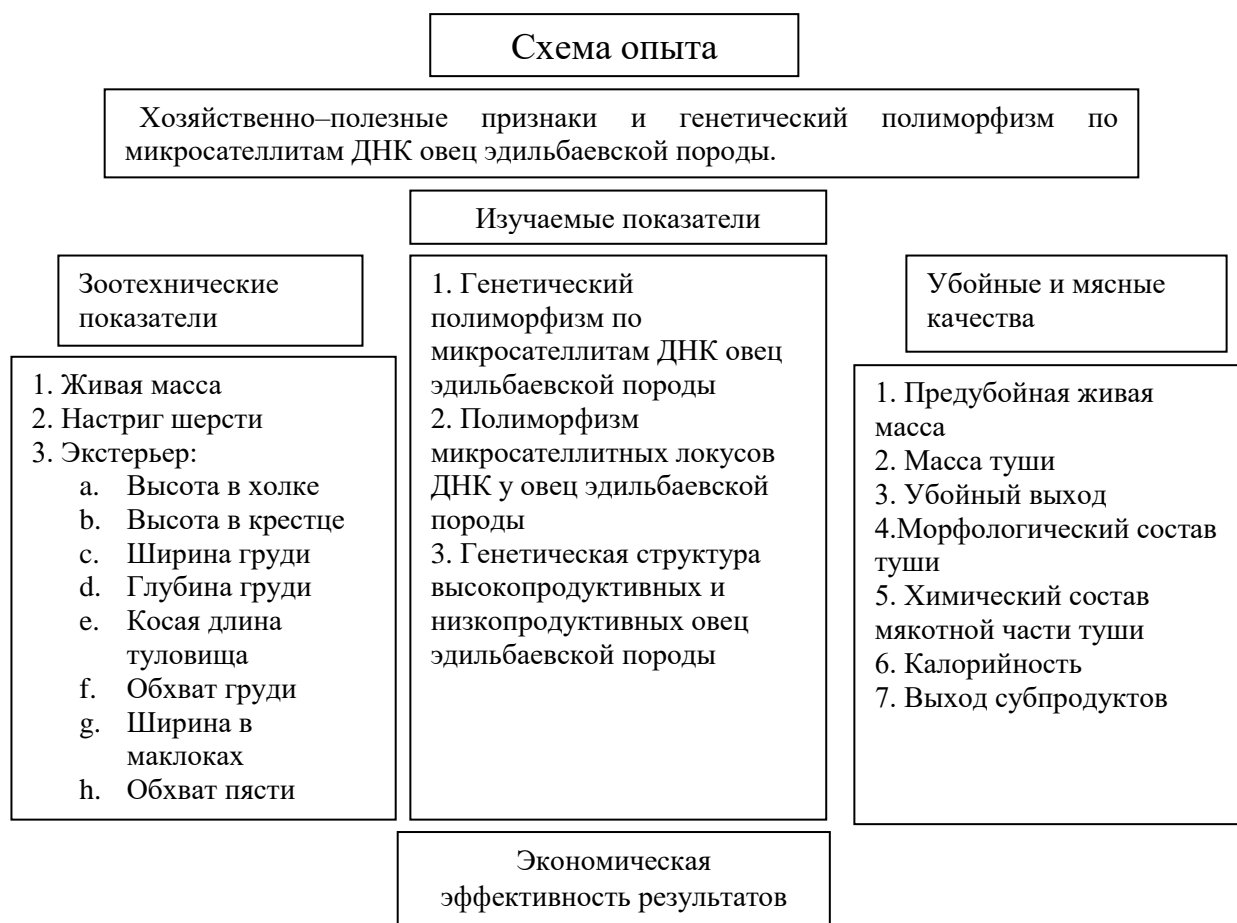 Схема опыта
Хозяйственно–полезные признаки и генетический полиморфизм по
микросателлитам ДНК овец эдильбаевской породы.
Изучаемые показатели
Зоотехнические
показатели
1. Живая масса
2. Настриг шерсти
3. Экстерьер:
a. Высота в холке
b. Высота в крестце
c. Ширина груди
d. Глубина груди
e. Косая длина
туловища
f. Обхват груди
g. Ширина в
маклоках
h. Обхват пясти
1. Генетический
полиморфизм по
микросателлитам ДНК овец
эдильбаевской породы
2. Полиморфизм
микросателлитных локусов
ДНК у овец эдильбаевской
породы
3. Генетическая структура
высокопродуктивных и
низкопродуктивных овец
эдильбаевской породы
Убойные и мясные
качества
1. Предубойная живая
масса
2. Масса туши
3. Убойный выход
4.Морфологический состав
туши
5. Химический состав
мякотной части туши
6. Калорийность
7. Выход субпродуктов
Экономическая
эффективность результатов